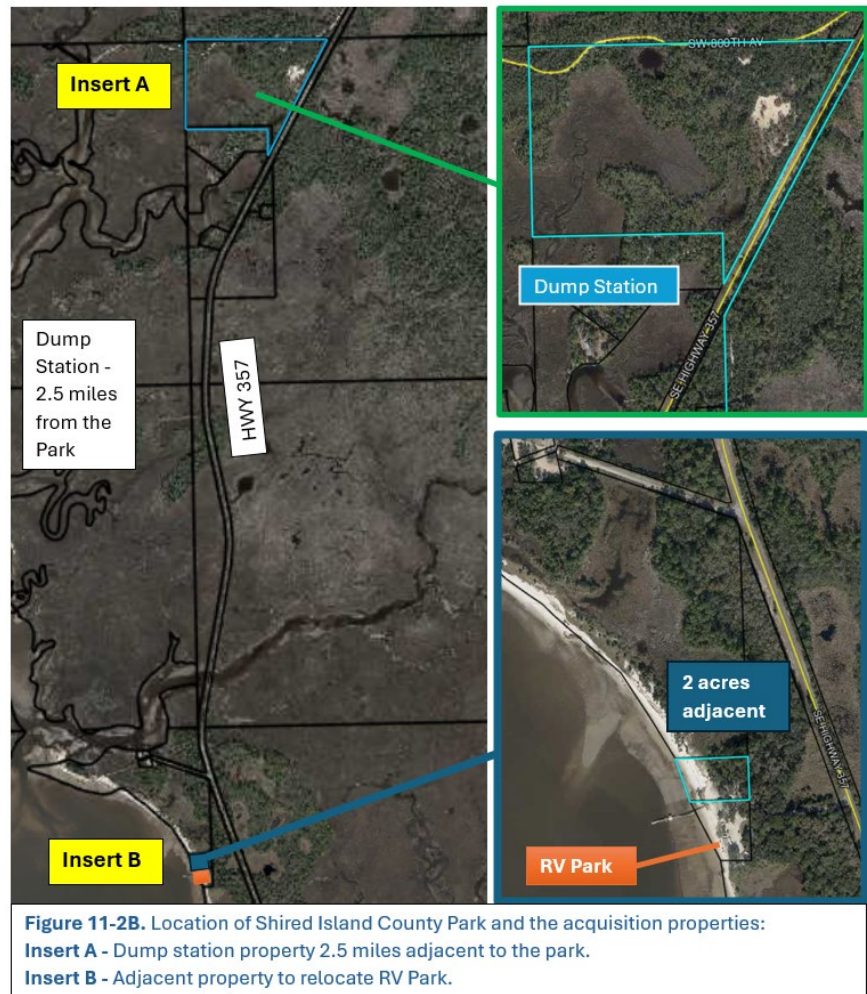 Insert A
SW 800TH AV
Dump Station
SE HIGHWAY 357
Dump
Station -
2.5 miles
from the
Park
HWY 357
2 acres
adjacent
SE HIGHWAY 357
RV Park
Insert B
Figure 11-2B. Location of Shired Island County Park and the acquisition properties:
Insert A - Dump station property 2.5 miles adjacent to the park.
Insert B - Adjacent property to relocate RV Park.